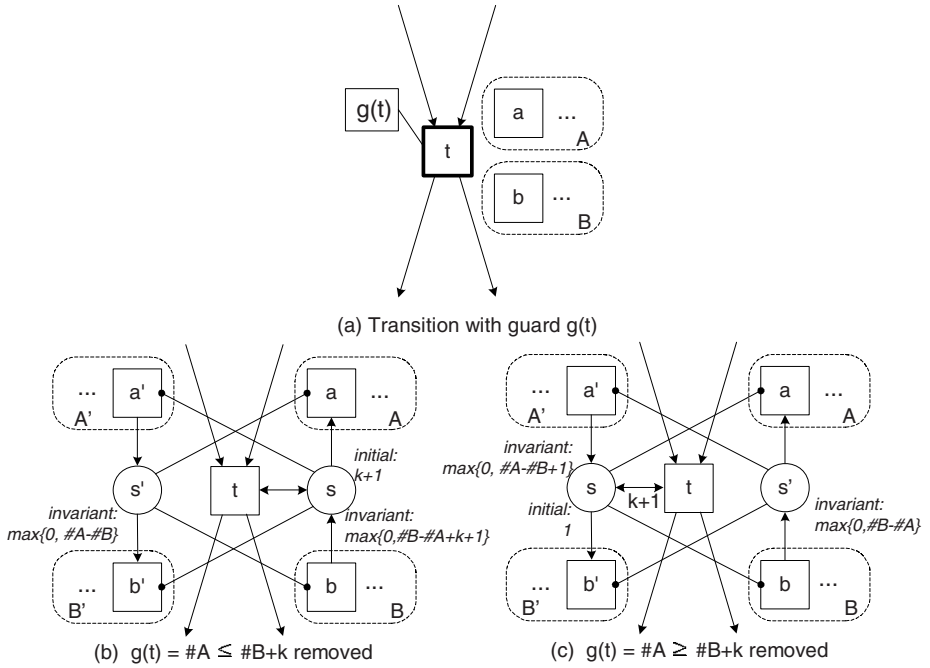 g(t)
t
a ...
A
b ...
B
(a) Transition with guard g(t)
... a'
A'
a ...
A
initial:
k+1
s'
t
s
invariant:
max{0, #A-#B}
invariant:
max{0,#B-#A+k+1}
... b'
B'
b ...
B
(b) g(t) = #A ≤ #B+k removed
... a'
A'
a ...
A
invariant:
max{0, #A-#B+1}
s
k+1
t
s'
initial:
1
invariant:
max{0,#B-#A}
... b'
B'
b ...
B
(c) g(t) = #A ≥ #B+k removed